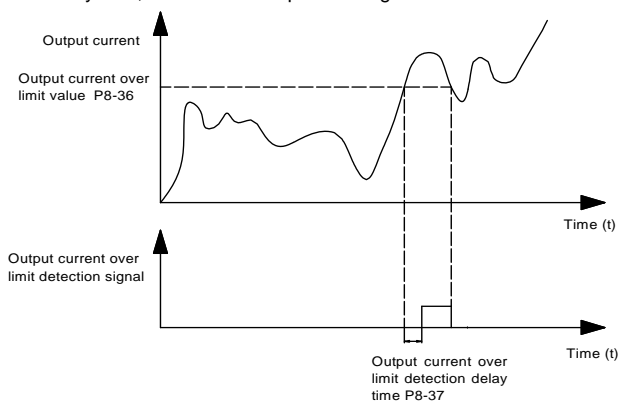 Output current
Output current over
limit value P8-36
Time (t)
Output current over
limit detection signal
Time (t)
Output current over
limit detection delay
time P8-37